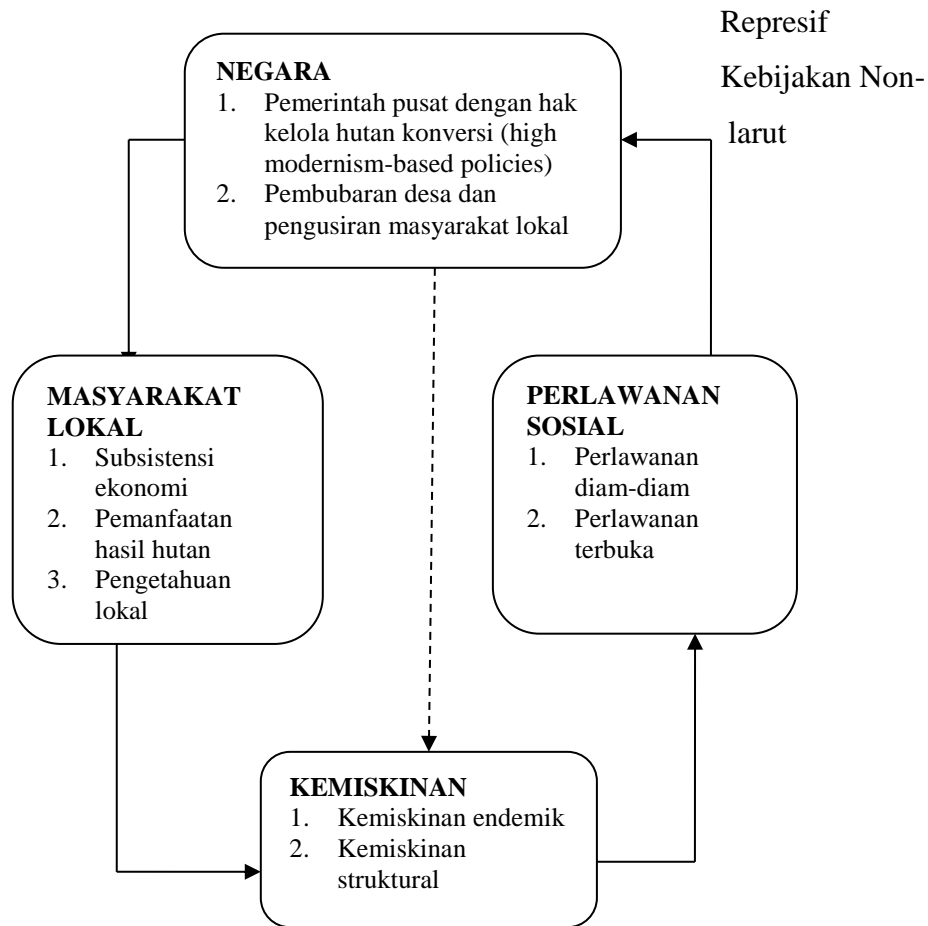 Represif
Kebijakan Non-
larut
NEGARA
1. Pemerintah pusat dengan hak
kelola hutan konversi (high
modernism-based policies)
2. Pembubaran desa dan
pengusiran masyarakat lokal
MASYARAKAT
LOKAL
1. Subsistensi
ekonomi
2. Pemanfaatan
hasil hutan
3. Pengetahuan
lokal
PERLAWANAN
SOSIAL
1. Perlawanan
diam-diam
2. Perlawanan
terbuka
KEMISKINAN
1. Kemiskinan endemik
2. Kemiskinan
struktural